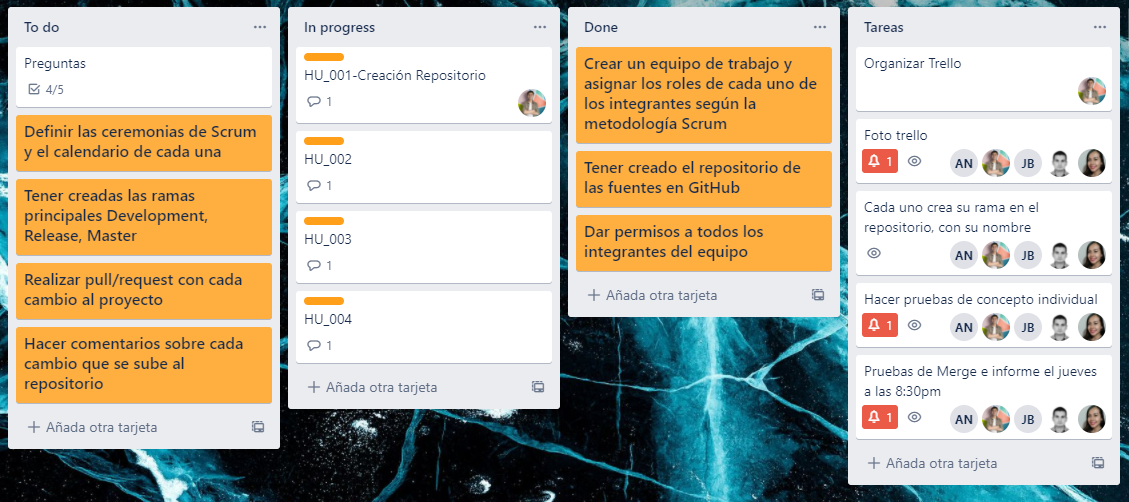 To do
Preguntas
4/5
Definir las ceremonias de Scrum
y el calendario de cada una
Tener creadas las ramas
principales Development,
Release, Master
Realizar pull/request con cada
cambio al proyecto
Hacer comentarios sobre cada
cambio que se sube al
repositorio
Añada otra tarjeta
In progress
HU_001-Creación Repositorio
1
HU_002
1
HU_003
1
HU_004
1
Añada otra tarjeta
Done
Crear un equipo de trabajo y
asignar los roles de cada uno de
los integrantes según la
metodología Scrum
Tener creado el repositorio de
las fuentes en GitHub
Dar permisos a todos los
integrantes del equipo
Añada otra tarjeta
Tareas
Organizar Trello
Foto trello
1 AN JB
Cada uno crea su rama en el
repositorio, con su nombre
AN JB
Hacer pruebas de concepto individual
1 AN JB
Pruebas de Merge e informe el jueves
a las 8:30pm
1 AN JB
Añada otra tarjeta